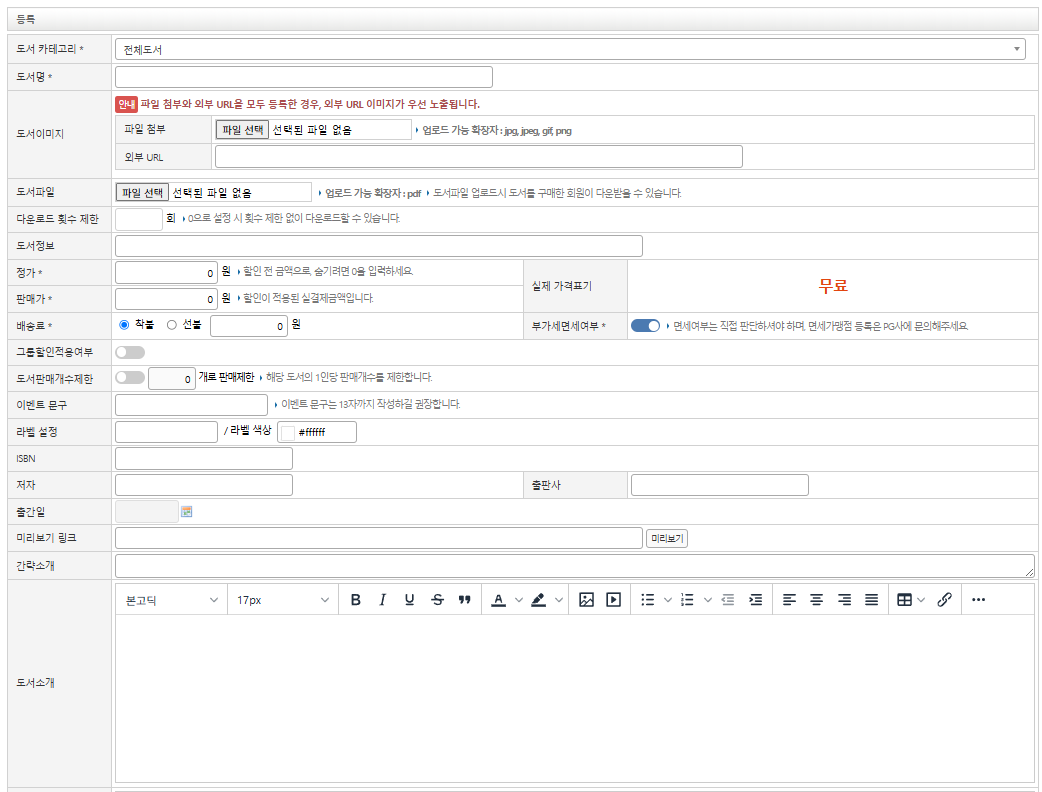 등록
도서 카테고리 * 전체도서
도서명 *
도서이미지
안내 파일 첨부와 외부 URL을 모두 등록한 경우, 외부 URL 이미지가 우선 노출됩니다.
파일 첨부 파일 선택 선택된 파일 없음 업로드 가능 확장자 : jpg, jpeg, gif, png
외부 URL
도서파일 파일 선택 선택된 파일 없음 업로드 가능 확장자 : pdf 도서파일 업로드시 도서를 구매한 회원이 다운받을 수 있습니다.
다운로드 횟수 제한 회 0으로 설정 시 횟수 제한 없이 다운로드할 수 있습니다.
도서정보
정가 * 0 원 할인 전 금액으로, 숨기려면 0을 입력하세요.
판매가 * 0 원 할인이 적용된 실결제금액입니다.
실제 가격표기 무료
배송료 * 착불 선불 0 원 부가세면세여부 * 면세여부는 직접 판단하셔야 하며, 면세가맹점 등록은 PG사에 문의해주세요.
그룹할인적용여부
도서판매개수제한 0 개로 판매제한 해당 도서의 1인당 판매개수를 제한합니다.
이벤트 문구 이벤트 문구는 13자까지 작성하길 권장합니다.
라벨 설정 / 라벨 색상 #ffffff
ISBN
저자 출판사
출간일
미리보기 링크 미리보기
간략소개
도서소개
본고딕 17px B I U S A